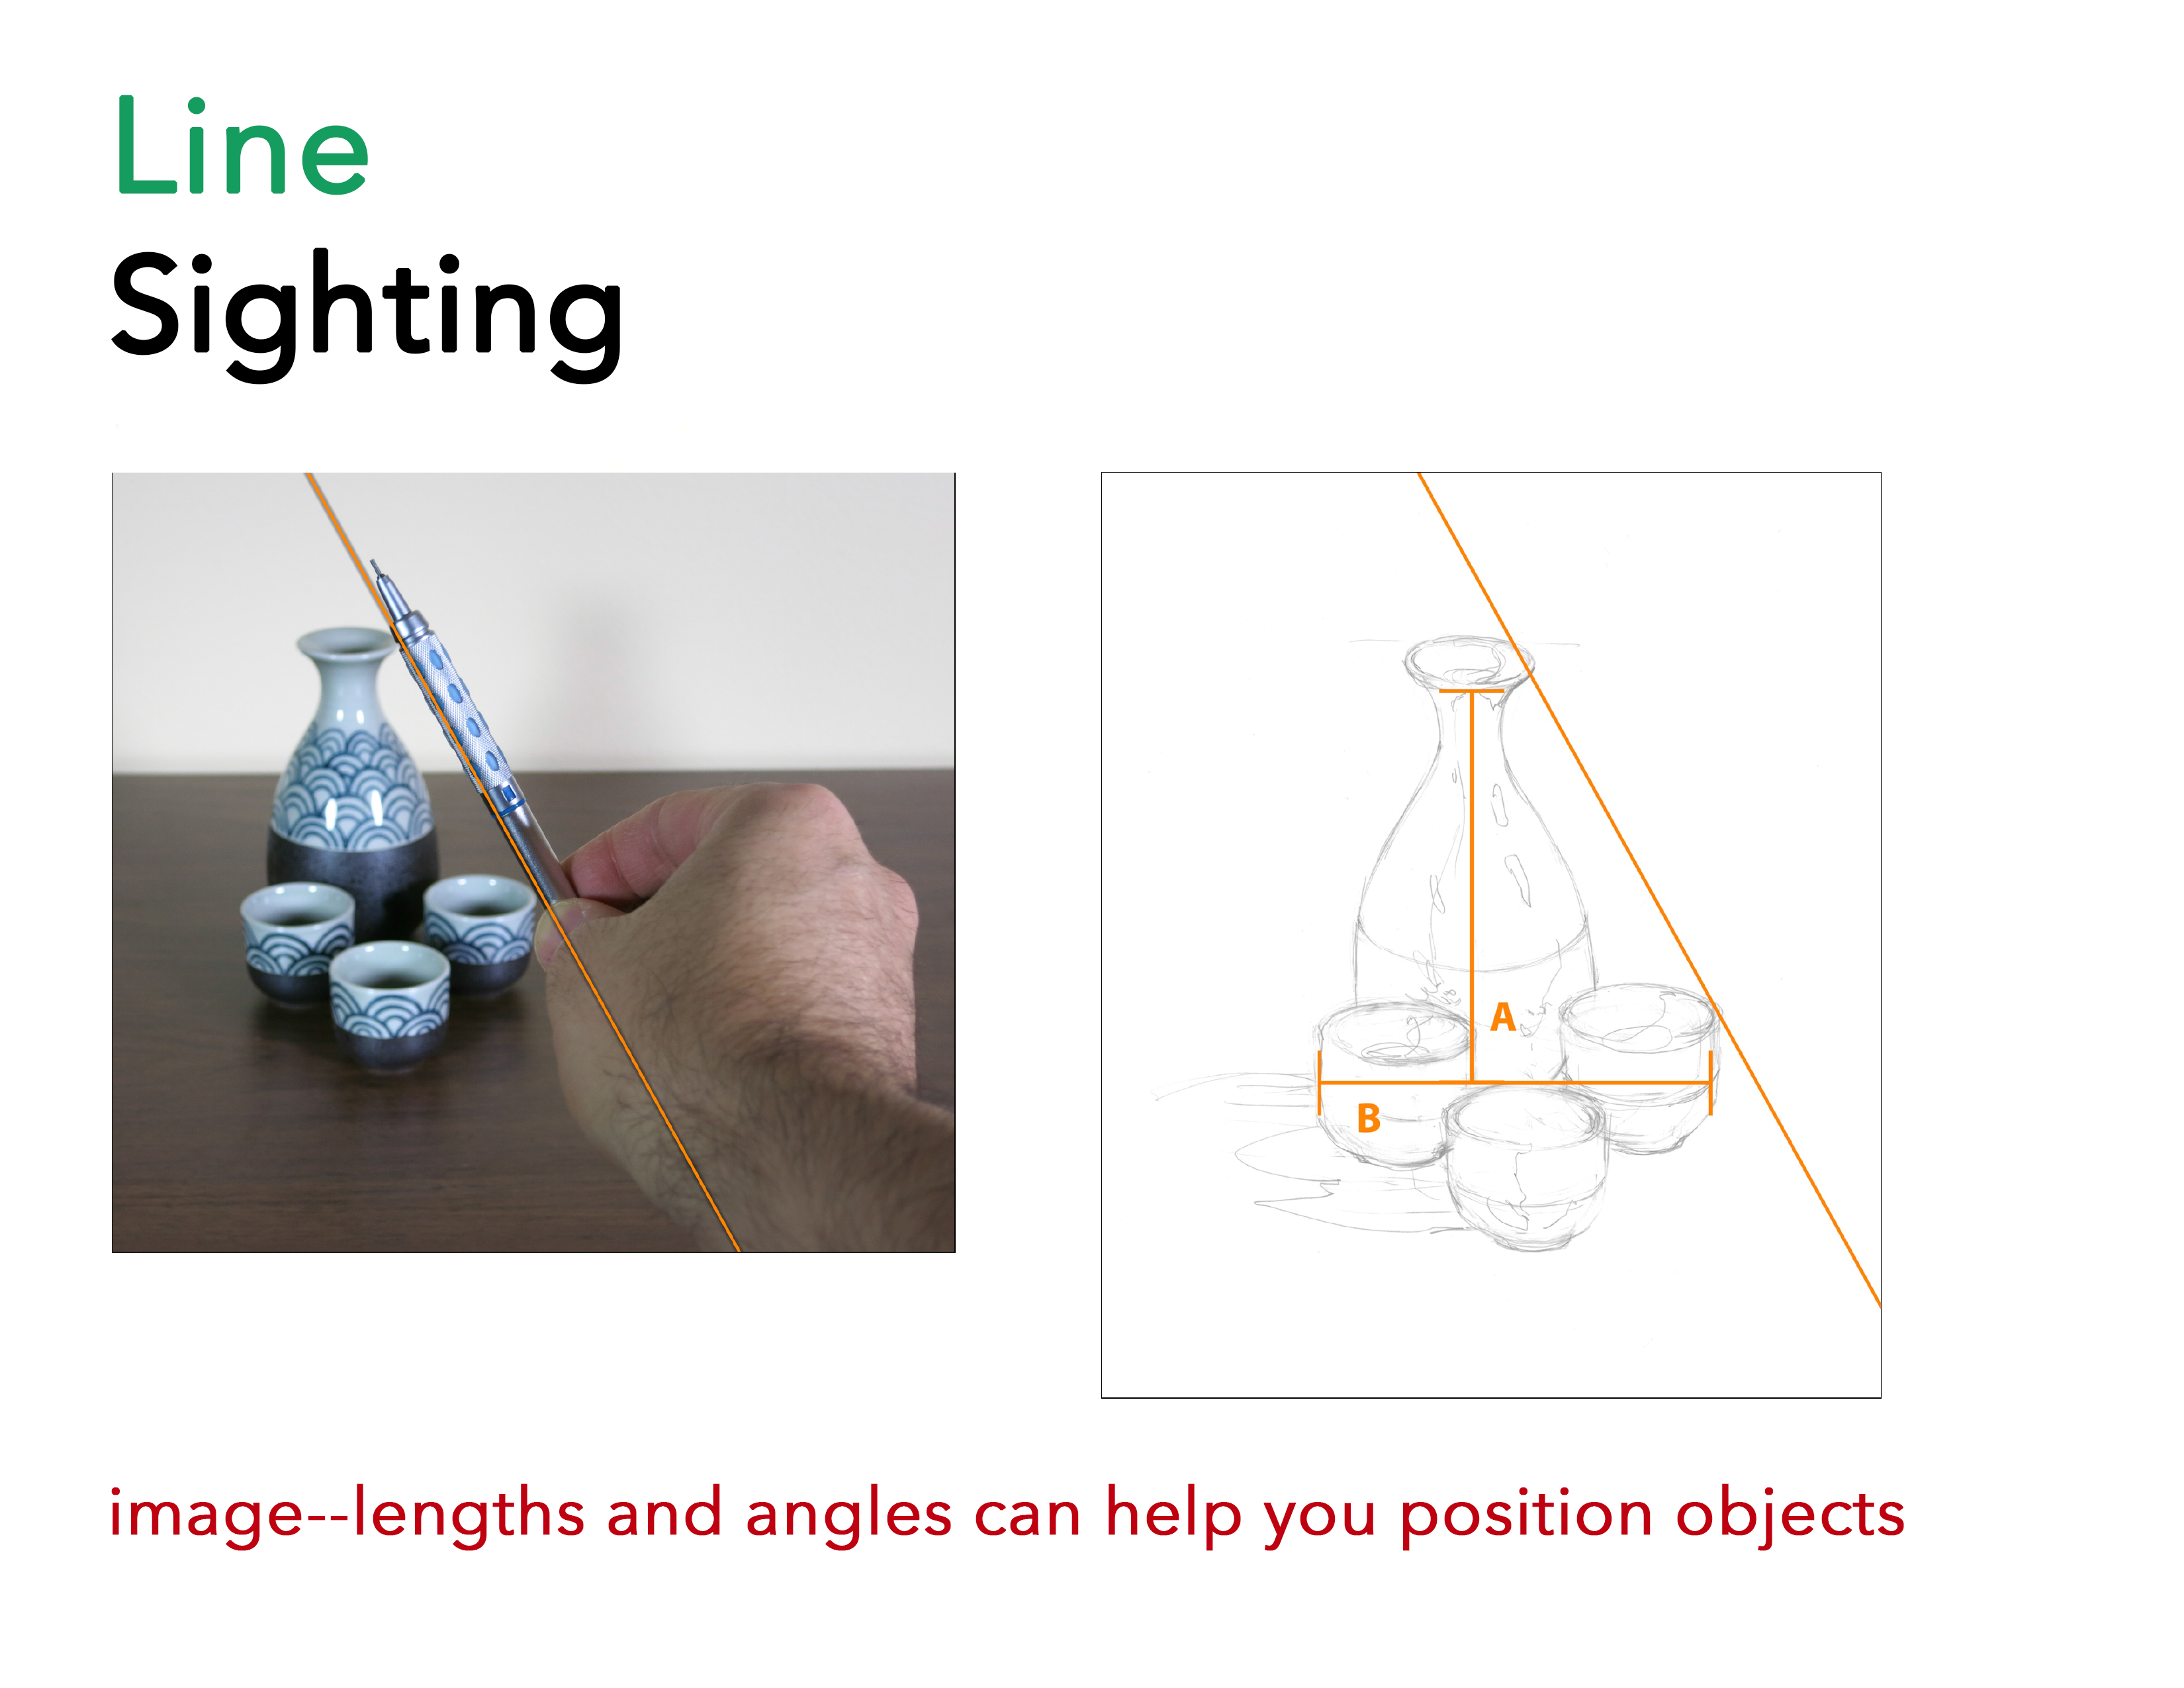 Line
Sighting
A
B
image--lengths and angles can help you position objects